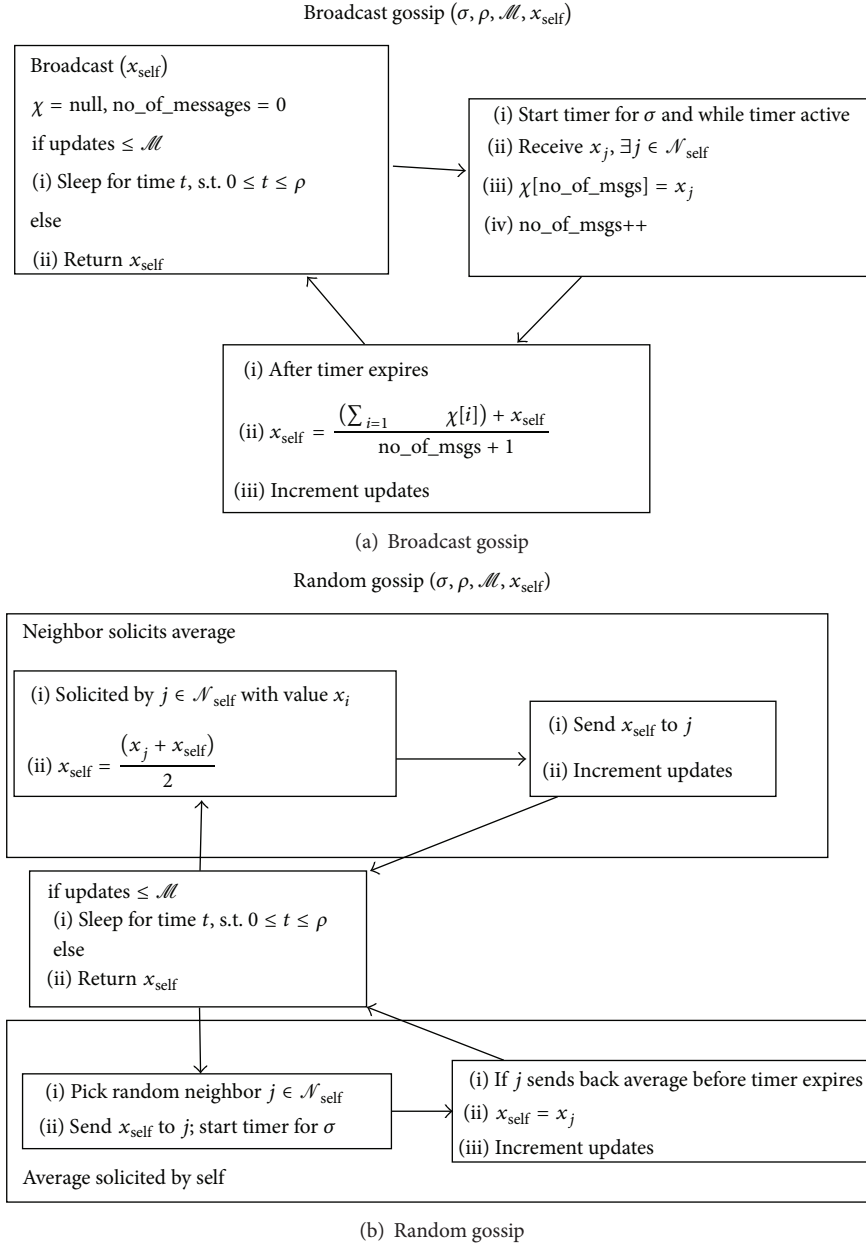 Broadcast gossip (σ, ρ, ℳ, x_self)
Broadcast (x_self)
χ = null, no_of_messages = 0
if updates ≤ ℳ
(i) Sleep for time t, s.t. 0 ≤ t ≤ ρ
else
(ii) Return x_self
(i) Start timer for σ and while timer active
(ii) Receive x_j, ∃j ∈ 𝒩_self
(iii) χ[no_of_msgs] = x_j
(iv) no_of_msgs++
(i) After timer expires
(ii) x_self = ((∑_{i=1} χ[i]) + x_self) / (no_of_msgs + 1)
(iii) Increment updates
(a) Broadcast gossip
Random gossip (σ, ρ, ℳ, x_self)
Neighbor solicits average
(i) Solicited by j ∈ 𝒩_self with value x_i
(ii) x_self = (x_j + x_self) / 2
(i) Send x_self to j
(ii) Increment updates
if updates ≤ ℳ
(i) Sleep for time t, s.t. 0 ≤ t ≤ ρ
else
(ii) Return x_self
(i) Pick random neighbor j ∈ 𝒩_self
(ii) Send x_self to j; start timer for σ
Average solicited by self
(i) If j sends back average before timer expires
(ii) x_self = x_j
(iii) Increment updates
(b) Random gossip